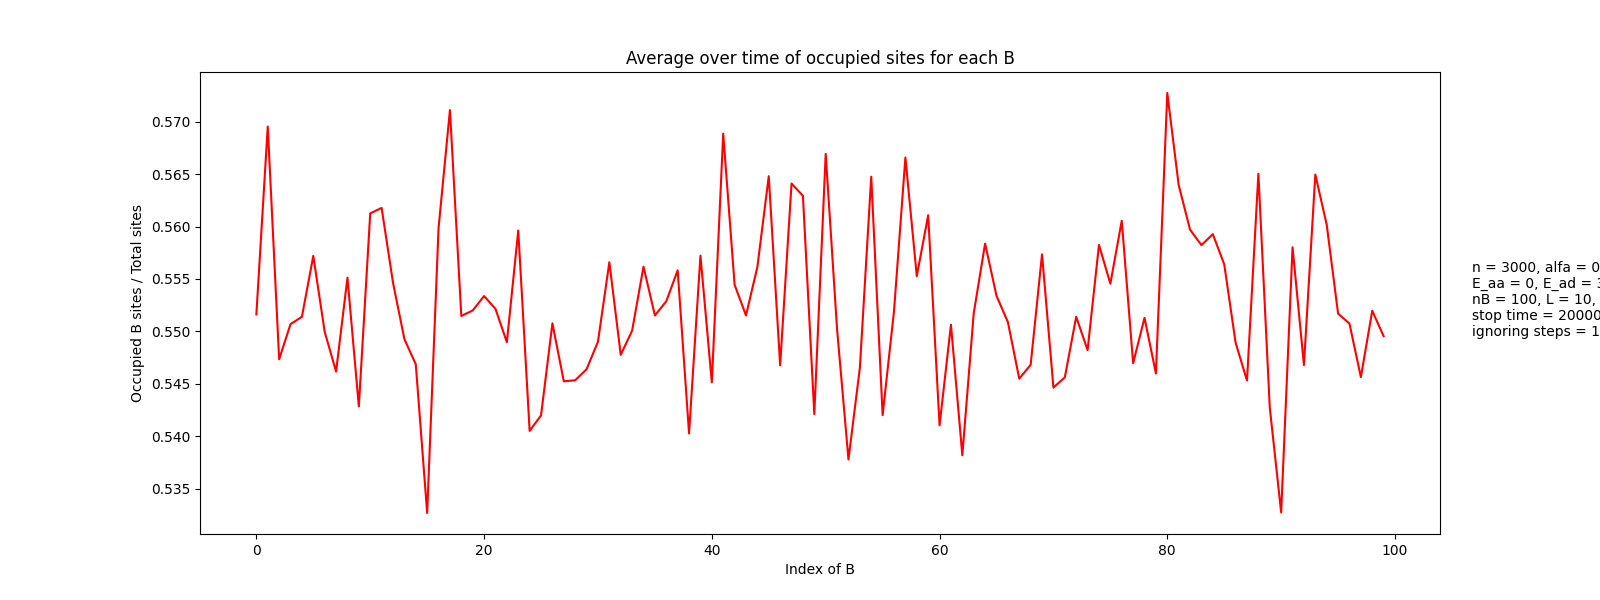 Average over time of occupied sites for each B
0.570
0.565
0.560
0.555
0.550
0.545
0.540
0.535
Occupied B sites / Total sites
0
20
40
60
80
100
Index of B
n = 3000, alfa = 0
E_aa = 0, E_ad = 3
nB = 100, L = 10,
stop time = 20000
ignoring steps = 1